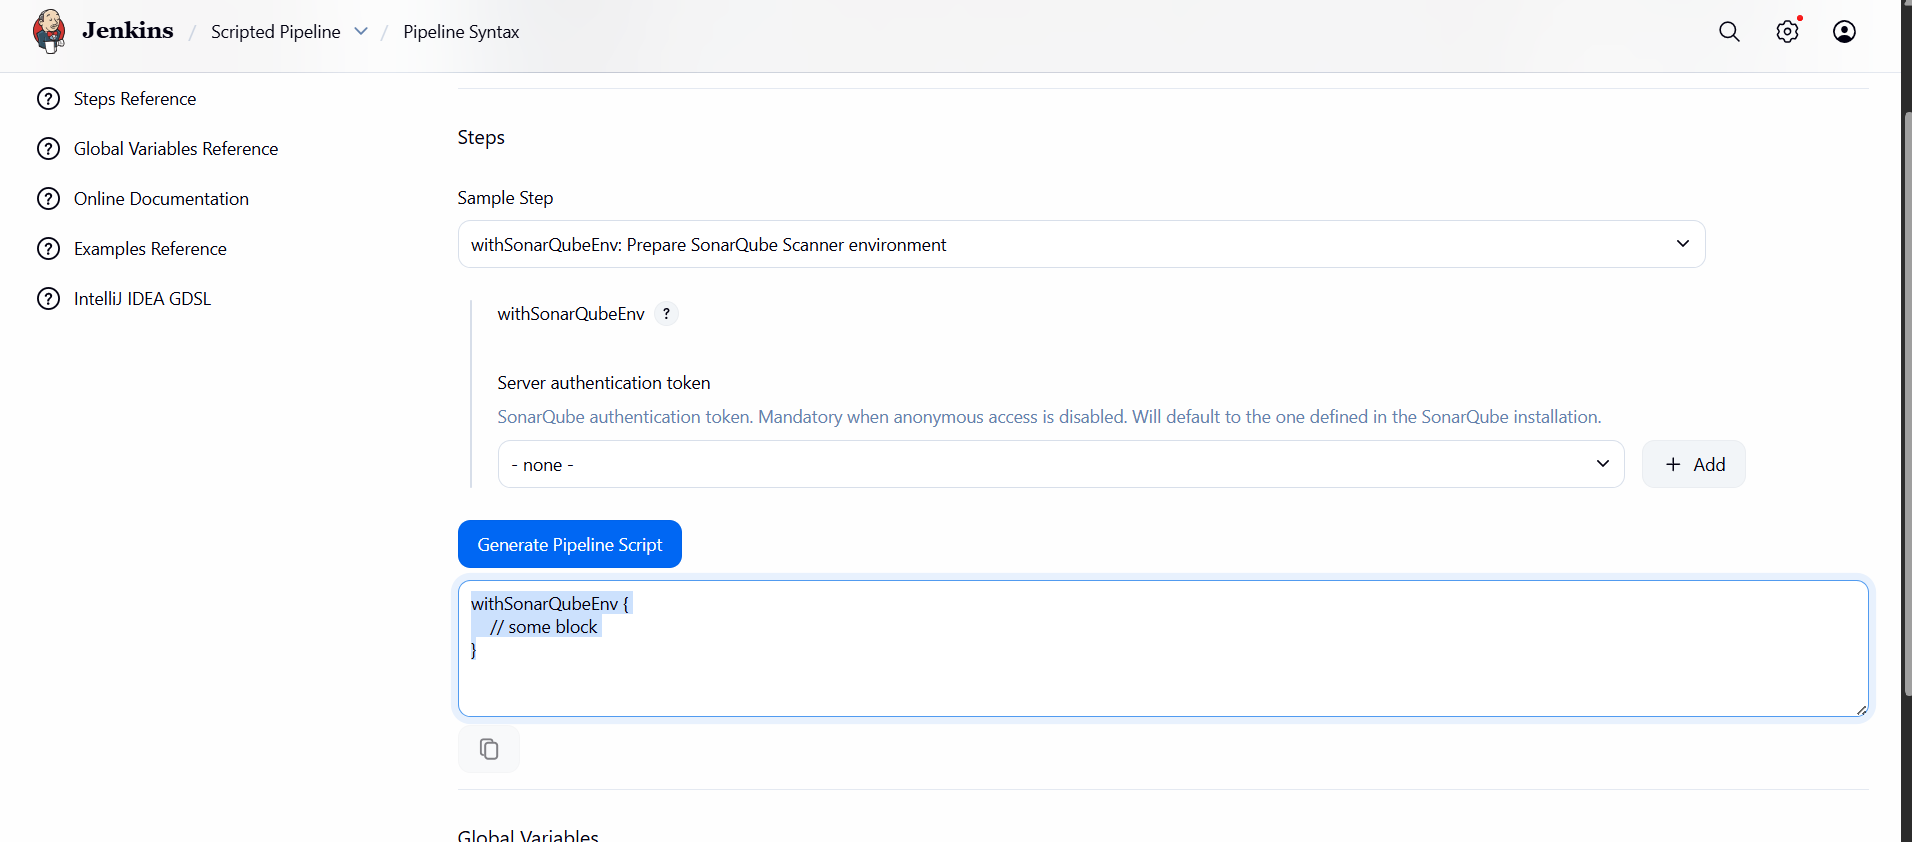 Jenkins / Scripted Pipeline / Pipeline Syntax
Steps Reference
Global Variables Reference
Online Documentation
Examples Reference
IntelliJ IDEA GDSL
Steps
Sample Step
withSonarQubeEnv: Prepare SonarQube Scanner environment
withSonarQubeEnv ?
Server authentication token
SonarQube authentication token. Mandatory when anonymous access is disabled. Will default to the one defined in the SonarQube installation.
- none -
+ Add
Generate Pipeline Script
withSonarQubeEnv {
    // some block
}
Global Variables